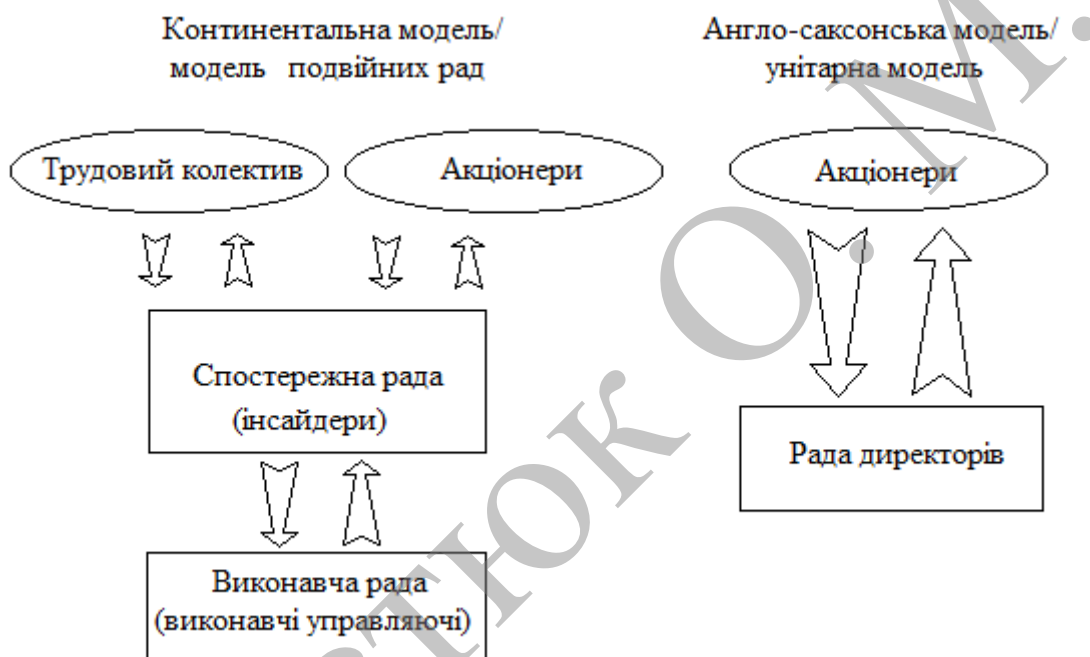 Континентальна модель/
модель подвійних рад
Англо-саксонська модель/
унітарна модель
Трудовий колектив
Акціонери
Акціонери
Спостережна рада
(інсайдери)
Рада директорів
Виконавча рада
(виконавчі управляючі)
СТЮК О. М.